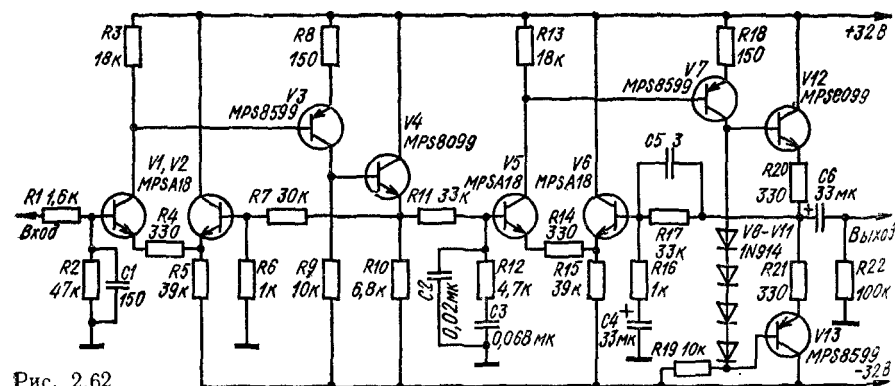 R3
18к
R8
150
R13
18к
R18
150
+32В
V3
MPS8599
V7
MPS8599
V12
MPS8099
V4
MPS8099
C5 3
V1, V2
MPSA18
V5
MPSA18
V6
MPSA18
R20
330
C6
33мк
+
R1 1,6к
Вход
R7 30к
R11 33к
R4
330
R14
330
R17
33к
V8-V11
1N914
Выход
R2
47к
C1
150
R5
39к
R6
1к
R9
10к
R10
6,8к
C2
0,02мк
R12
4,7к
C3
0,068 мк
R15
39к
R16
1к
+
C4
33мк
R21
330
R22
100к
R19 10к
V13
MPS8599
-32В
Рис. 2.62